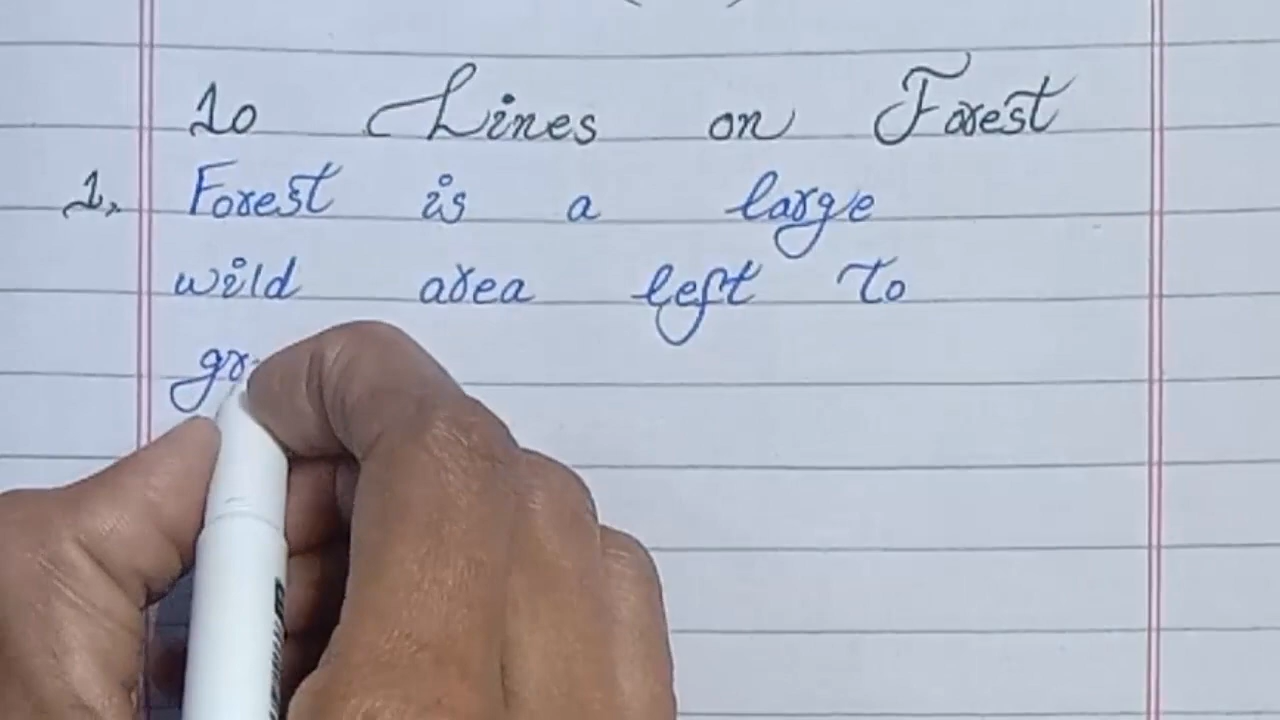 10 Lines on Forest
1, Forest is a large
wild area left to